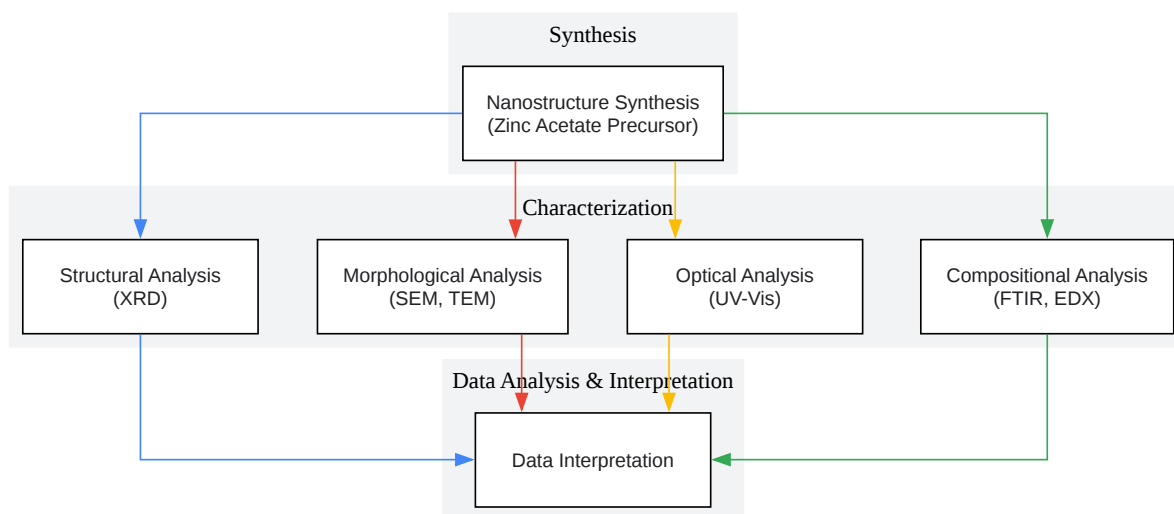 Synthesis
Nanostructure Synthesis
(Zinc Acetate Precursor)
Characterization
Structural Analysis
(XRD)
Morphological Analysis
(SEM, TEM)
Optical Analysis
(UV-Vis)
Compositional Analysis
(FTIR, EDX)
Data Analysis & Interpretation
Data Interpretation